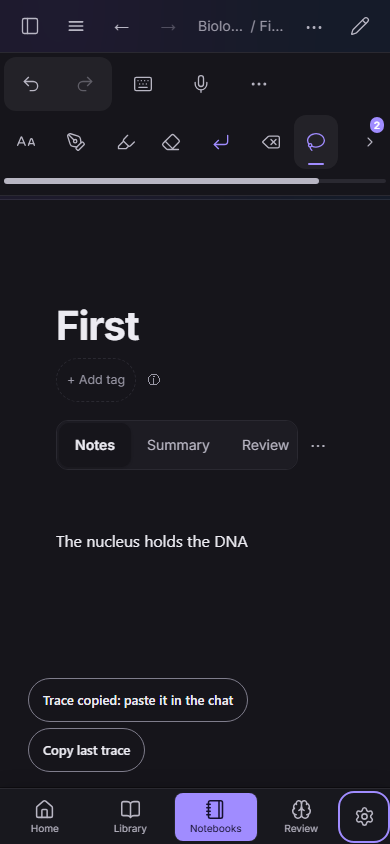 Biolo... / Fi...
AA
2
First
+ Add tag
Notes Summary Review
The nucleus holds the DNA
Trace copied: paste it in the chat
Copy last trace
Home Library Notebooks Review